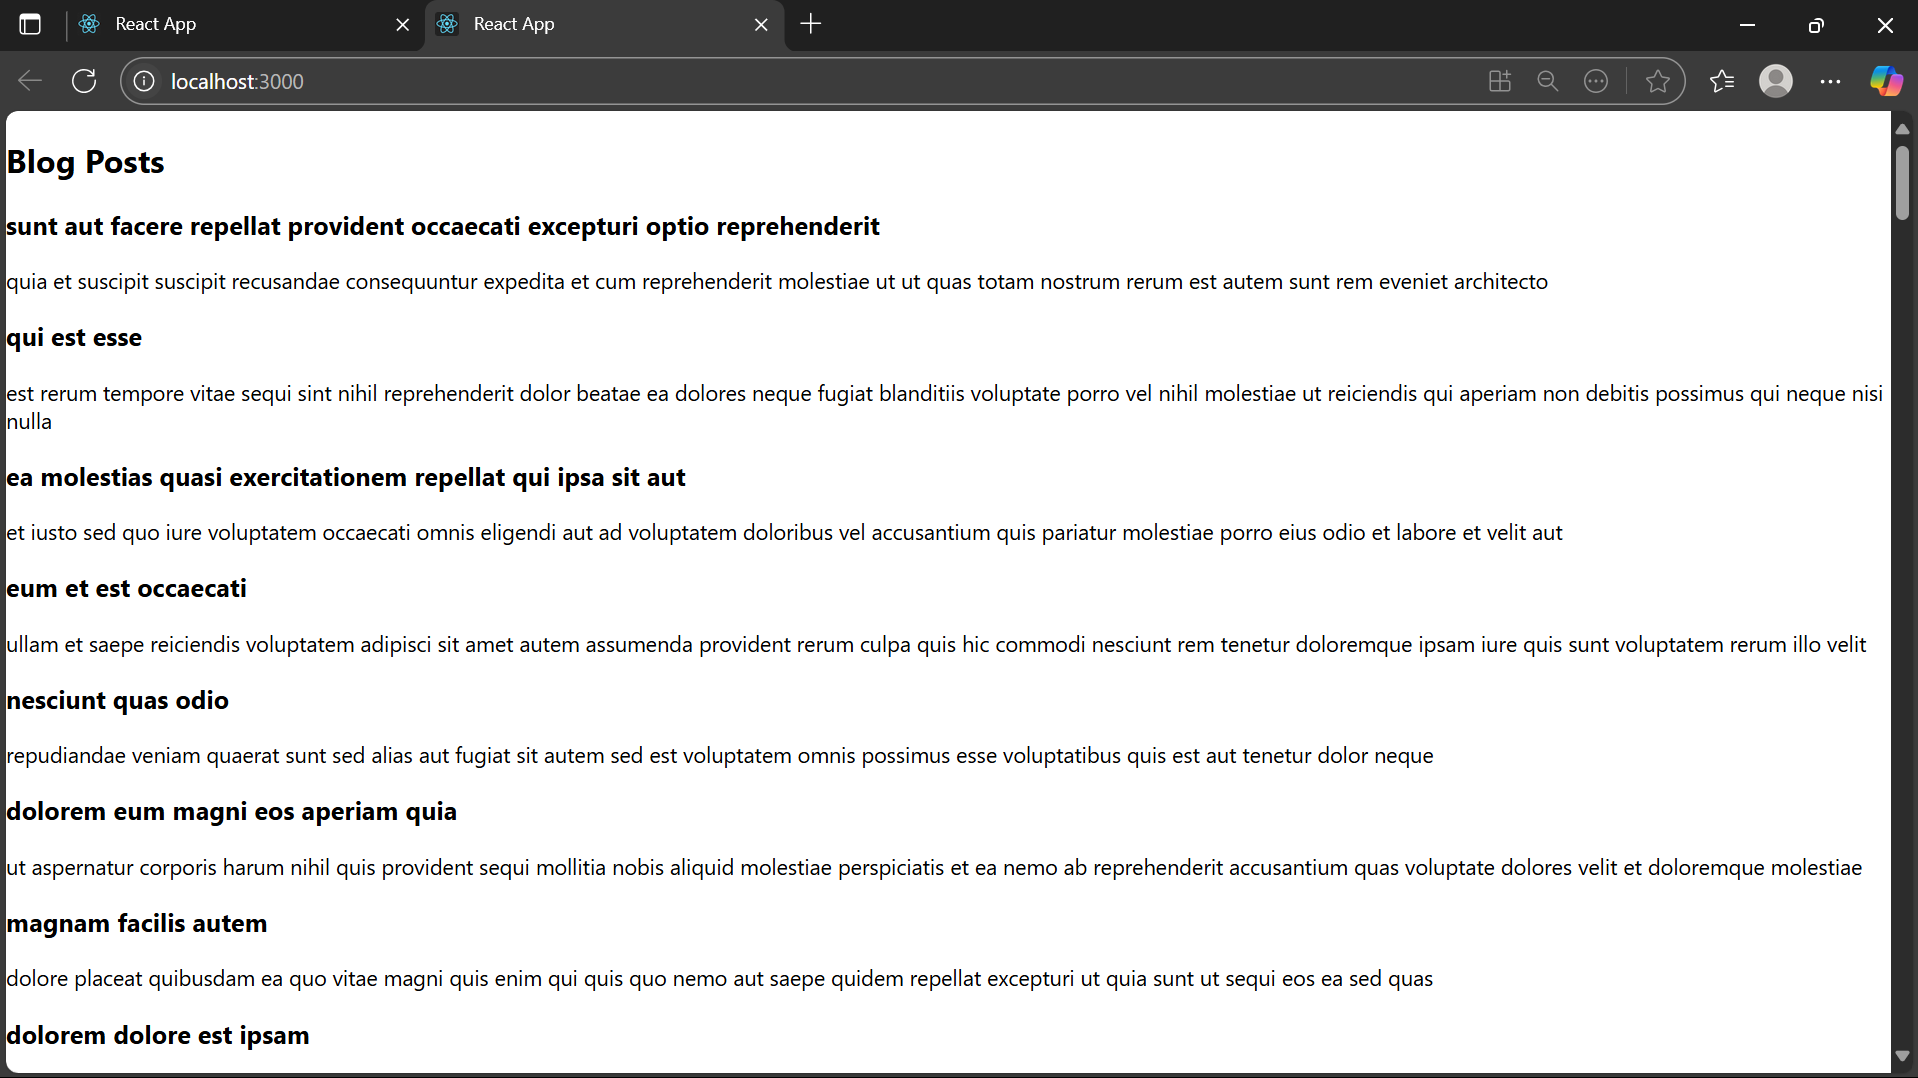 React App
React App
localhost:3000
Blog Posts
sunt aut facere repellat provident occaecati excepturi optio reprehenderit
quia et suscipit suscipit recusandae consequuntur expedita et cum reprehenderit molestiae ut ut quas totam nostrum rerum est autem sunt rem eveniet architecto
qui est esse
est rerum tempore vitae sequi sint nihil reprehenderit dolor beatae ea dolores neque fugiat blanditiis voluptate porro vel nihil molestiae ut reiciendis qui aperiam non debitis possimus qui neque nisi
nulla
ea molestias quasi exercitationem repellat qui ipsa sit aut
et iusto sed quo iure voluptatem occaecati omnis eligendi aut ad voluptatem doloribus vel accusantium quis pariatur molestiae porro eius odio et labore et velit aut
eum et est occaecati
ullam et saepe reiciendis voluptatem adipisci sit amet autem assumenda provident rerum culpa quis hic commodi nesciunt rem tenetur doloremque ipsam iure quis sunt voluptatem rerum illo velit
nesciunt quas odio
repudiandae veniam quaerat sunt sed alias aut fugiat sit autem sed est voluptatem omnis possimus esse voluptatibus quis est aut tenetur dolor neque
dolorem eum magni eos aperiam quia
ut aspernatur corporis harum nihil quis provident sequi mollitia nobis aliquid molestiae perspiciatis et ea nemo ab reprehenderit accusantium quas voluptate dolores velit et doloremque molestiae
magnam facilis autem
dolore placeat quibusdam ea quo vitae magni quis enim qui quis quo nemo aut saepe quidem repellat excepturi ut quia sunt ut sequi eos ea sed quas
dolorem dolore est ipsam